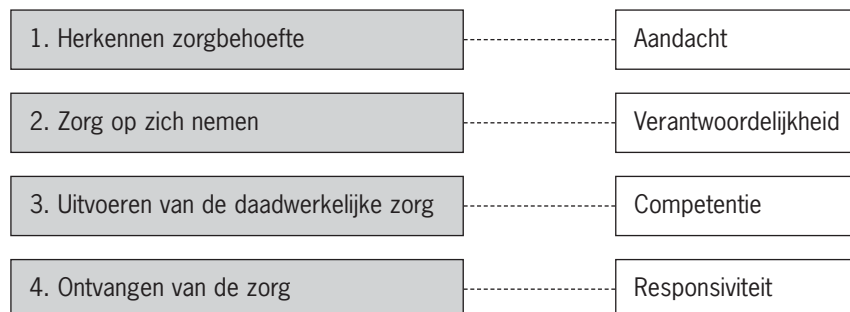 1. Herkennen zorgbehoefte
Aandacht
2. Zorg op zich nemen
Verantwoordelijkheid
3. Uitvoeren van de daadwerkelijke zorg
Competentie
4. Ontvangen van de zorg
Responsiviteit